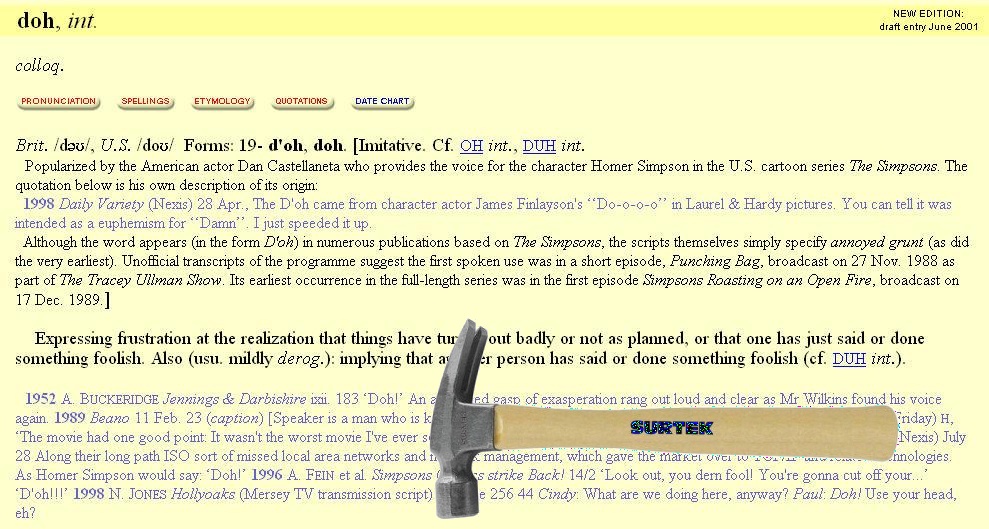 doh, int.
NEW EDITION:
draft entry June 2001
colloq.
PRONUNCIATION SPELLINGS ETYMOLOGY QUOTATIONS DATE CHART
Brit. /dəʊ/, U.S. /doʊ/ Forms: 19- d'oh, doh. [Imitative. Cf. OH int., DUH int.
Popularized by the American actor Dan Castellaneta who provides the voice for the character Homer Simpson in the U.S. cartoon series The Simpsons. The
quotation below is his own description of its origin:
1998 Daily Variety (Nexis) 28 Apr., The D'oh came from character actor James Finlayson's ‘‘Do-o-o-o’’ in Laurel & Hardy pictures. You can tell it was
intended as a euphemism for ‘‘Damn’’. I just speeded it up.
Although the word appears (in the form D'oh) in numerous publications based on The Simpsons, the scripts themselves simply specify annoyed grunt (as did
the very earliest). Unofficial transcripts of the programme suggest the first spoken use was in a short episode, Punching Bag, broadcast on 27 Nov. 1988 as
part of The Tracey Ullman Show. Its earliest occurrence in the full-length series was in the first episode Simpsons Roasting on an Open Fire, broadcast on
17 Dec. 1989.]
Expressing frustration at the realization that things have out badly or not as planned, or that one has just said or done
something foolish. Also (usu. mildly derog.): implying that person has said or done something foolish (cf. DUH int.).
1952 A. BUCKERIDGE Jennings & Darbishire ixii. 183 ‘Doh!’ An gasp of exasperation rang out loud and clear as Mr Wilkins found his voice
again. 1989 Beano 11 Feb. 23 (caption) [Speaker is a man who is Friday) H,
‘The movie had one good point: It wasn't the worst movie I've ever (Nexis) July
SURTEK
28 Along their long path ISO sort of missed local area networks and management, which gave the market over to
As Homer Simpson would say: ‘Doh!’ 1996 A. FEIN et al. Simpsons strike Back! 14/2 ‘Look out, you dern fool! You're gonna cut off your...’
‘D'oh!!!’ 1998 N. JONES Hollyoaks (Mersey TV transmission script) 256 44 Cindy: What are we doing here, anyway? Paul: Doh! Use your head,
eh?